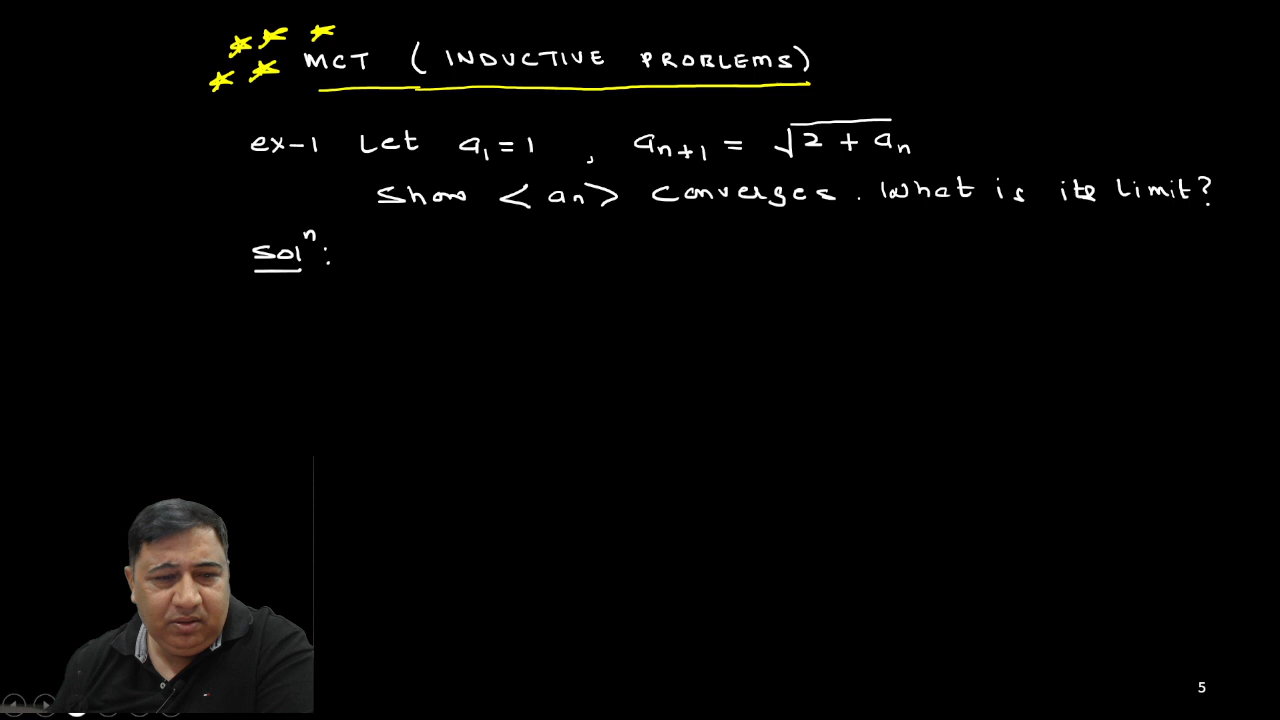 MCT (INDUCTIVE PROBLEMS)
ex-1 Let a₁ = 1 , aₙ₊₁ = √(2 + aₙ)
Show <aₙ> converges. What is its limit?
Solⁿ:
5